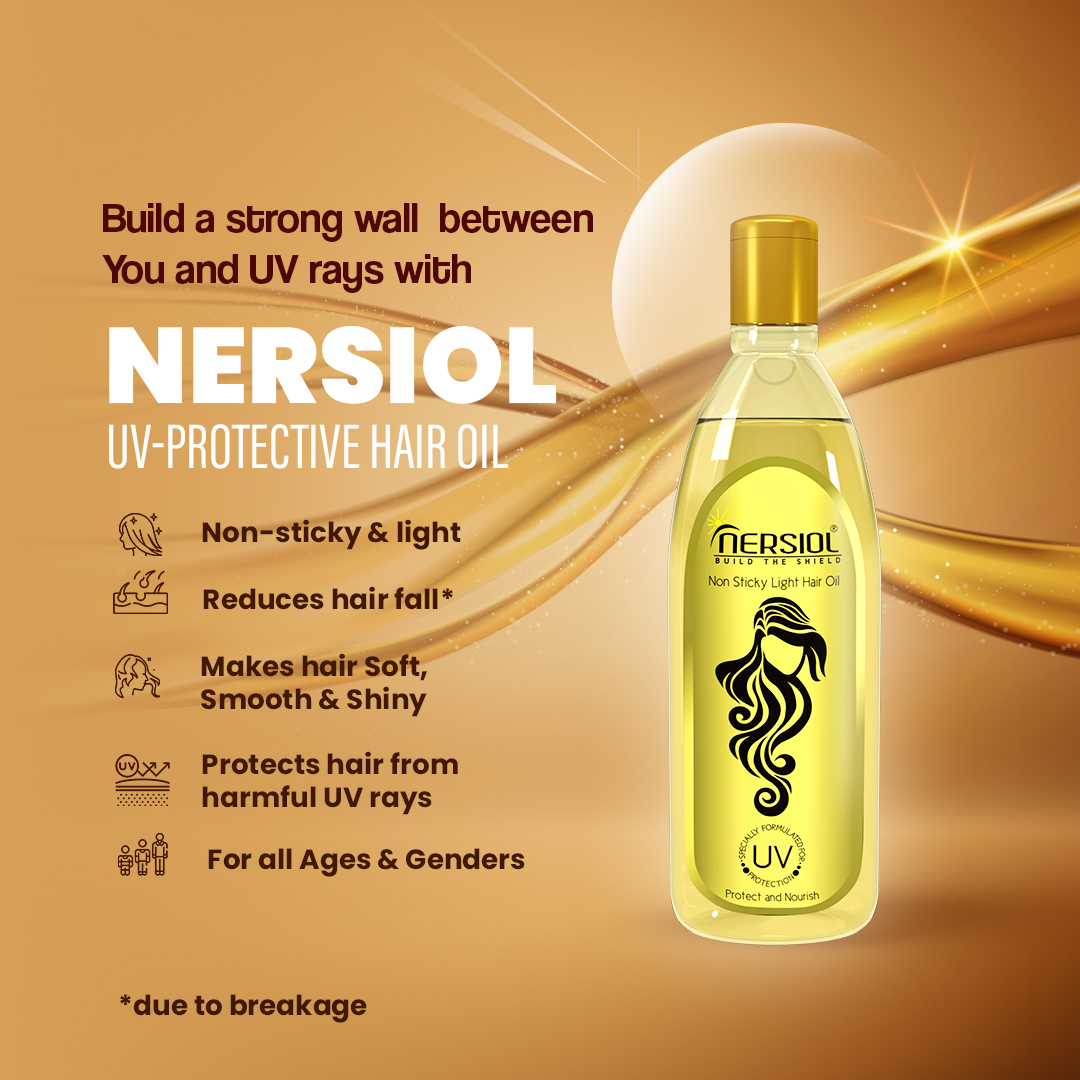 Build a strong wall between
You and UV rays with
NERSIOL
UV-PROTECTIVE HAIR OIL
Non-sticky & light
Reduces hair fall*
Makes hair Soft,
Smooth & Shiny
UV
Protects hair from
harmful UV rays
For all Ages & Genders
*due to breakage
NERSIOL®
BUILD THE SHIELD
Non Sticky Light Hair Oil
SPECIALLY FORMULATED FOR
UV
PROTECTION
Protect and Nourish